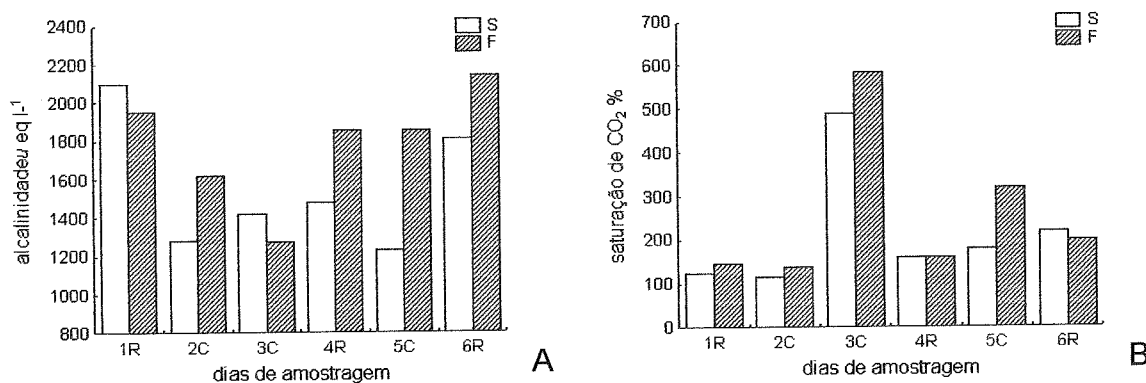 2400
2200
2000
1800
1600
1400
1200
1000
800
alcalinidadeu eq l-¹
S
F
1R 2C 3C 4R 5C 6R
dias de amostragem
A
700
600
500
400
300
200
100
0
saturação de CO₂ %
S
F
1R 2C 3C 4R 5C 6R
dias de amostragem
B